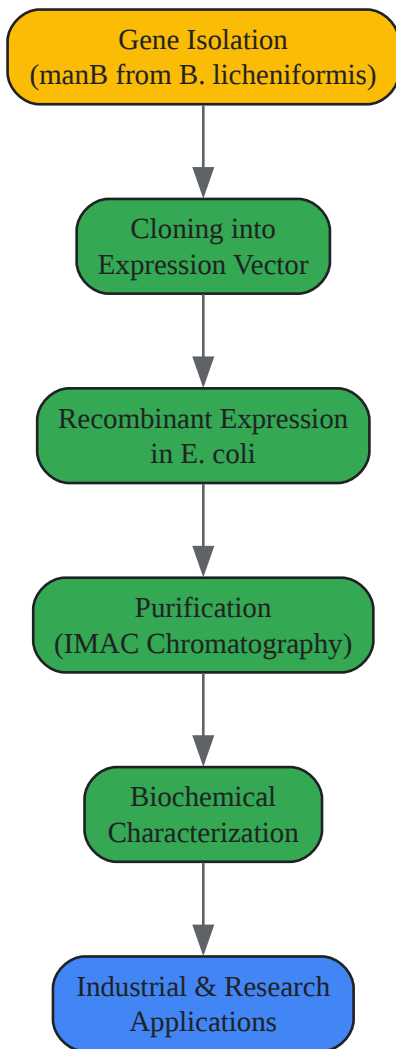 Gene Isolation
(manB from B. licheniformis)
Cloning into
Expression Vector
Recombinant Expression
in E. coli
Purification
(IMAC Chromatography)
Biochemical
Characterization
Industrial & Research
Applications